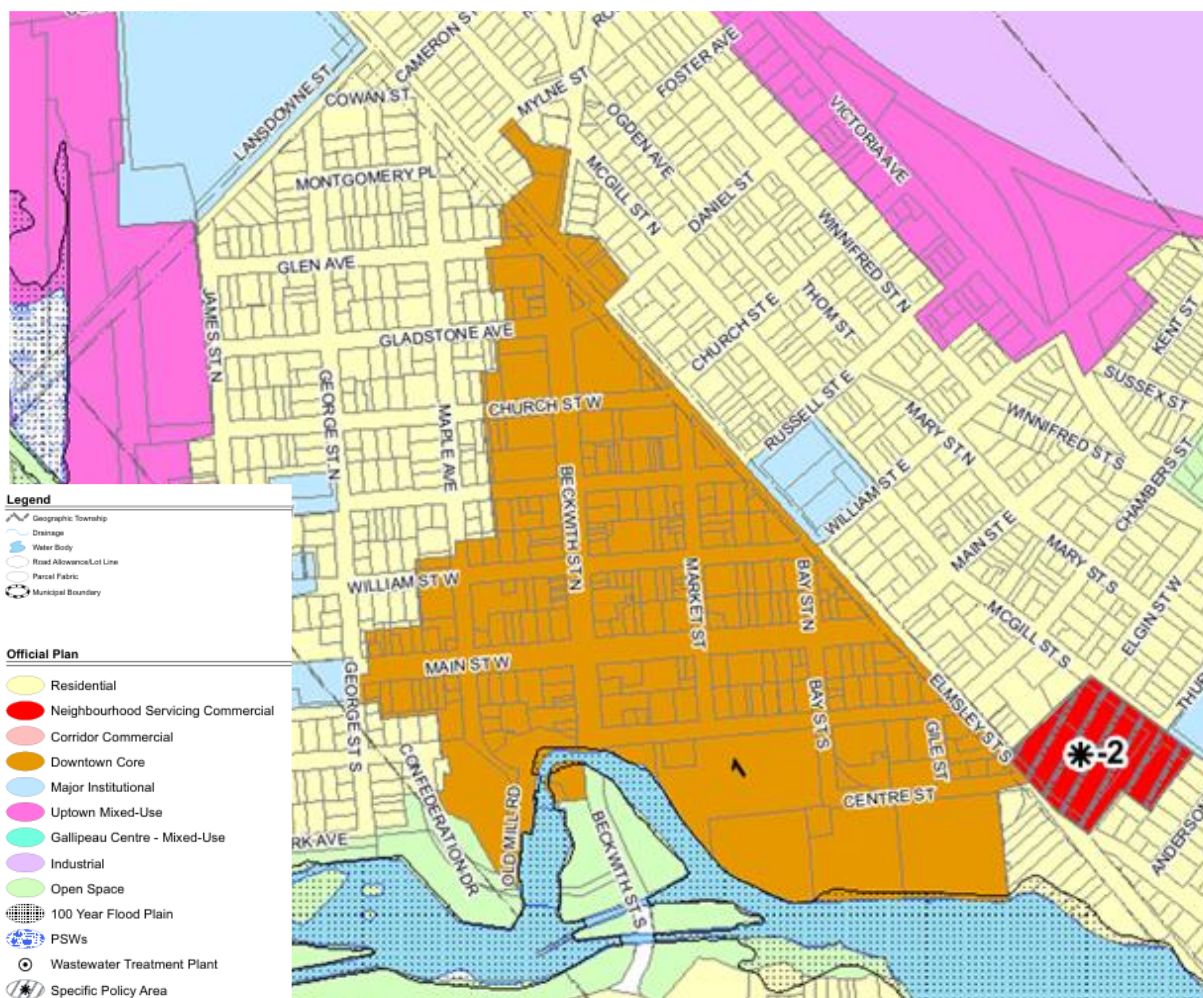 CAMERON ST
LANSDOWNE ST
COWAN ST
MYLNE ST
FOSTER AVE
OGDEN AVE
VICTORIA AVE
MONTGOMERY PL
MCGILL ST N
DANIEL ST
WINNIFRED ST N
GLEN AVE
JAMES ST N
THOM ST
KENT ST
GLADSTONE AVE
CHURCH ST E
SUSSEX ST
GEORGE ST N
MAPLE AVE
CHURCH ST W
RUSSELL ST E
MARY ST N
WINNIFRED ST S
CHAMBERS ST
BECKWITH ST N
WILLIAM ST E
MAIN ST E
MARY ST S
WILLIAM ST W
MARKET ST
BAY ST N
MCGILL ST S
ELGIN ST W
MAIN ST W
GEORGE ST S
BAY ST S
ELMSLEY ST S
GILE ST
-2
CONFEDERATION DR
OLD MILL RD
CENTRE ST
RK AVE
BECKWITH ST S
ANDERSO
Legend
Geographic Township
Drainage
Water Body
Road Allowance/Lot Line
Parcel Fabric
Municipal Boundary
Official Plan
Residential
Neighbourhood Servicing Commercial
Corridor Commercial
Downtown Core
Major Institutional
Uptown Mixed-Use
Gallipeau Centre - Mixed-Use
Industrial
Open Space
100 Year Flood Plain
PSWs
Wastewater Treatment Plant
Specific Policy Area